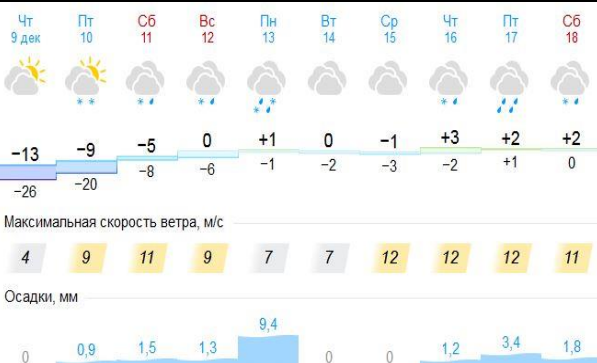 Чт Пт Сб Вс Пн Вт Ср Чт Пт Сб
9 дек 10 11 12 13 14 15 16 17 18
−13 −9 −5 0 +1 0 −1 +3 +2 +2
−26 −20 −8 −6 −1 −2 −3 −2 +1 0
Максимальная скорость ветра, м/с
4 9 11 9 7 7 12 12 12 11
Осадки, мм
0 0,9 1,5 1,3 9,4 0 0 1,2 3,4 1,8